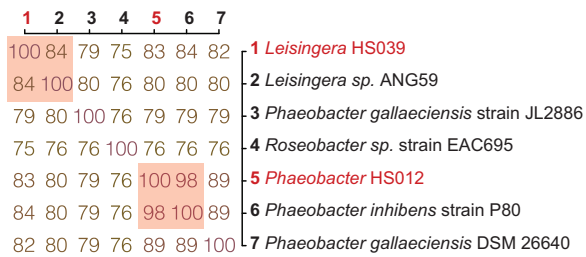 1 2 3 4 5 6 7
100 84 79 75 83 84 82 1 Leisingera HS039
84 100 80 76 80 80 80 2 Leisingera sp. ANG59
79 80 100 76 79 79 79 3 Phaeobacter gallaeciensis strain JL2886
75 76 76 100 76 76 76 4 Roseobacter sp. strain EAC695
83 80 79 76 100 98 89 5 Phaeobacter HS012
84 80 79 76 98 100 89 6 Phaeobacter inhibens strain P80
82 80 79 76 89 89 100 7 Phaeobacter gallaeciensis DSM 26640